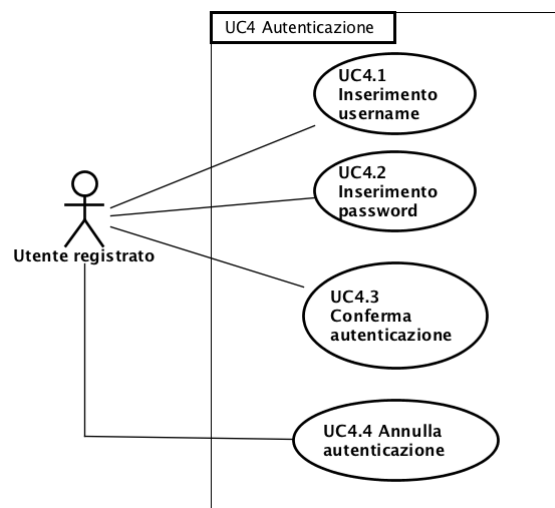 UC4 Autenticazione
UC4.1
Inserimento
username
UC4.2
Inserimento
password
Utente registrato
UC4.3
Conferma
autenticazione
UC4.4 Annulla
autenticazione